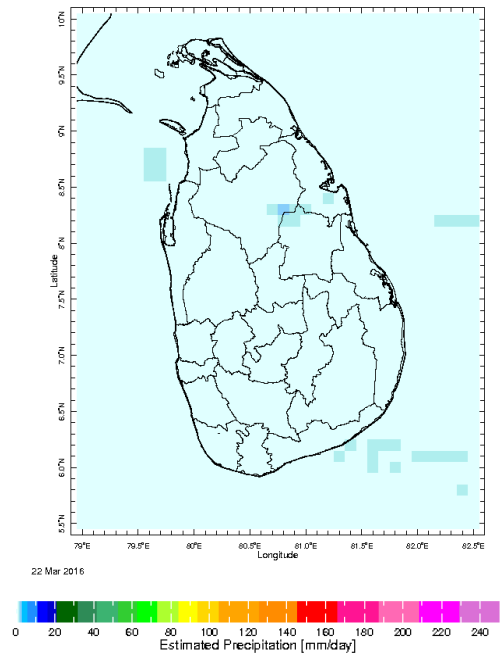 10°N
9.5°N
9°N
8.5°N
8°N
7.5°N
7.0°N
6.5°N
6.0°N
5.5°N
Latitude
79°E 79.5°E 80°E 80.5°E 81.0°E 81.5°E 82.0°E 82.5°E
Longitude
22 Mar 2016
0 20 40 60 80 100 120 140 160 180 200 220 240
Estimated Precipitation [mm/day]